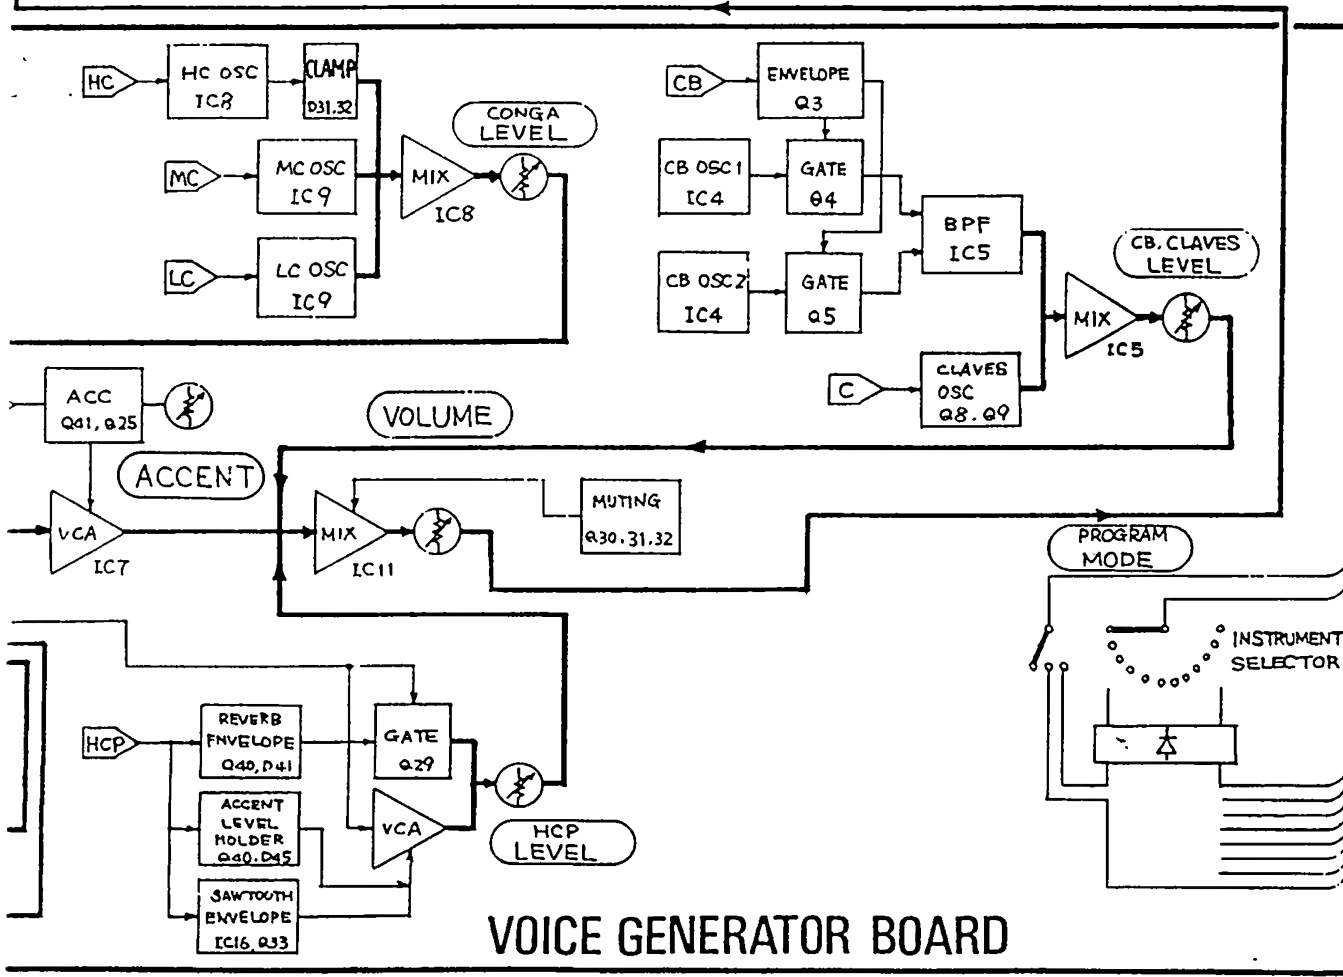 HC
HC OSC
IC8
CLAMP
D31.32
CONGA
LEVEL
MC
MC OSC
IC9
MIX
IC8
LC
LC OSC
IC9
CB
ENVELOPE
Q3
CB OSC1
IC4
GATE
Q4
BPF
IC5
CB OSC2
IC4
GATE
Q5
CB. CLAVES
LEVEL
MIX
IC5
C
CLAVES
OSC
Q8. Q9
ACC
Q41, Q25
VOLUME
ACCENT
VCA
IC7
MIX
IC11
MUTING
Q30.31.32
PROGRAM
MODE
INSTRUMENT
SELECTOR
HCP
REVERB
ENVELOPE
Q40, D41
GATE
Q29
ACCENT
LEVEL
HOLDER
Q40. D45
VCA
HCP
LEVEL
SAWTOOTH
ENVELOPE
IC16, Q33
VOICE GENERATOR BOARD